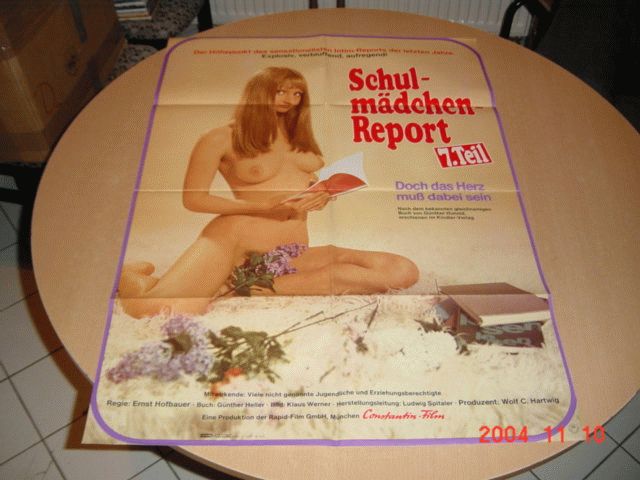 Der Höhepunkt des sensationellsten Intim-Reports der letzten Jahre.
Explosiv, verblüffend, aufregend!
Schul-
mädchen
Report
7. Teil
Doch das Herz
muß dabei sein
Nach dem bekannten gleichnamigen
Buch von Günther Hunold,
erschienen im Kindler-Verlag
Mitwirkende: Viele nicht genannte Jugendliche und Erziehungsberechtigte
Regie: Ernst Hofbauer · Buch: Günther Heller · Bild: Klaus Werner · Herstellungsleitung: Ludwig Spitaler · Produzent: Wolf C. Hartwig
Eine Produktion der Rapid-Film GmbH, München Constantin-Film
2004 11 10